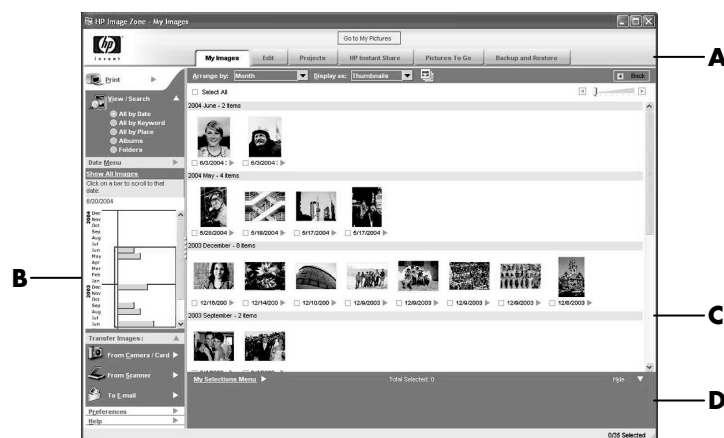 HP Image Zone - My Images
Go to My Pictures
hp
invent
My Images Edit Projects HP Instant Share Pictures To Go Backup and Restore
A
Print
Arrange by: Month Display as: Thumbnails Back
View / Search
Select All
All by Date
All by Keyword
All by Place
Albums
Folders
2004 June - 2 items
6/3/2004 6/3/2004
Date Menu
Show All Images
Click on a bar to scroll to that date:
8/20/2004
2004 May - 4 items
5/20/2004 5/18/2004 5/17/2004 5/17/2004
2004
Dec
Nov
Oct
Sep
Aug
Jul
Jun
May
Apr
Mar
Feb
Jan
2003
Dec
Nov
Oct
Sep
Aug
Jul
Jun
B
2003 December - 8 items
12/16/200 12/14/200 12/10/200 12/9/2003 12/9/2003 12/9/2003 12/9/2003 12/8/2003
2003 September - 2 items
C
Transfer Images:
From Camera / Card
From Scanner
To E-mail
Preferences
Help
My Selections Menu Total Selected: 0 Hide
D
0/35 Selected